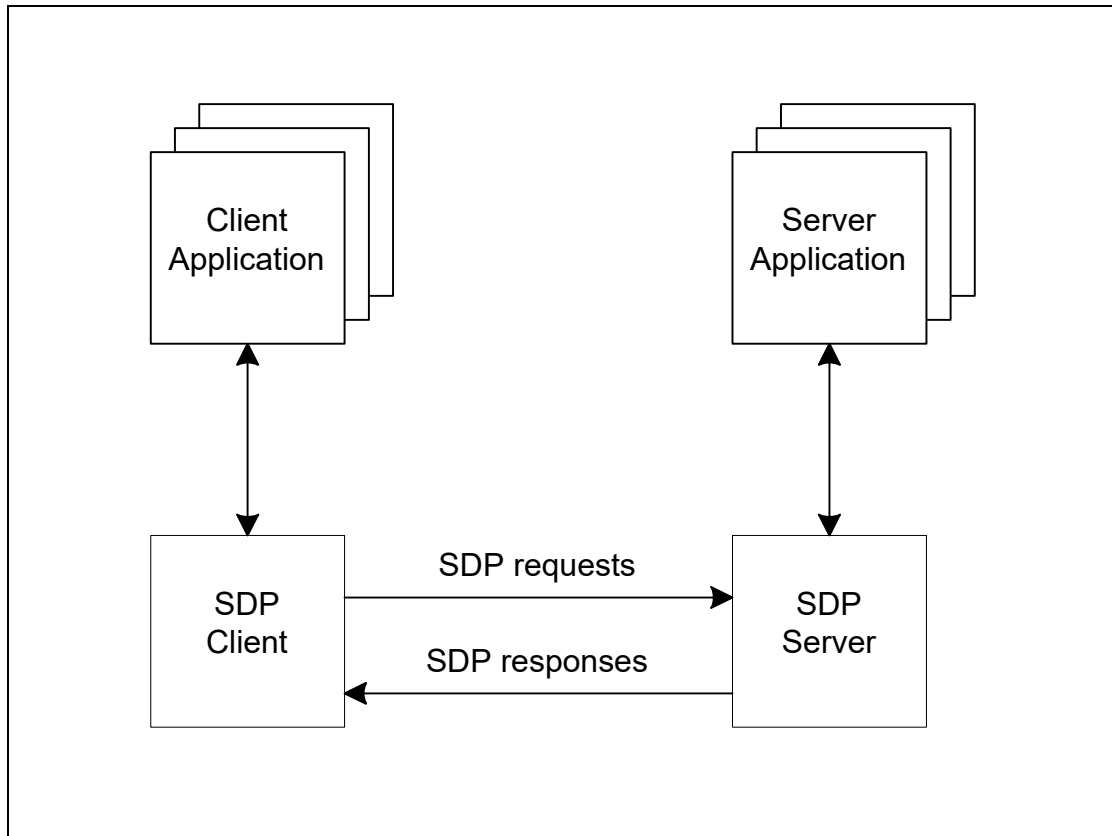 Client
Application
Server
Application
SDP requests
SDP
Client
SDP
Server
SDP responses